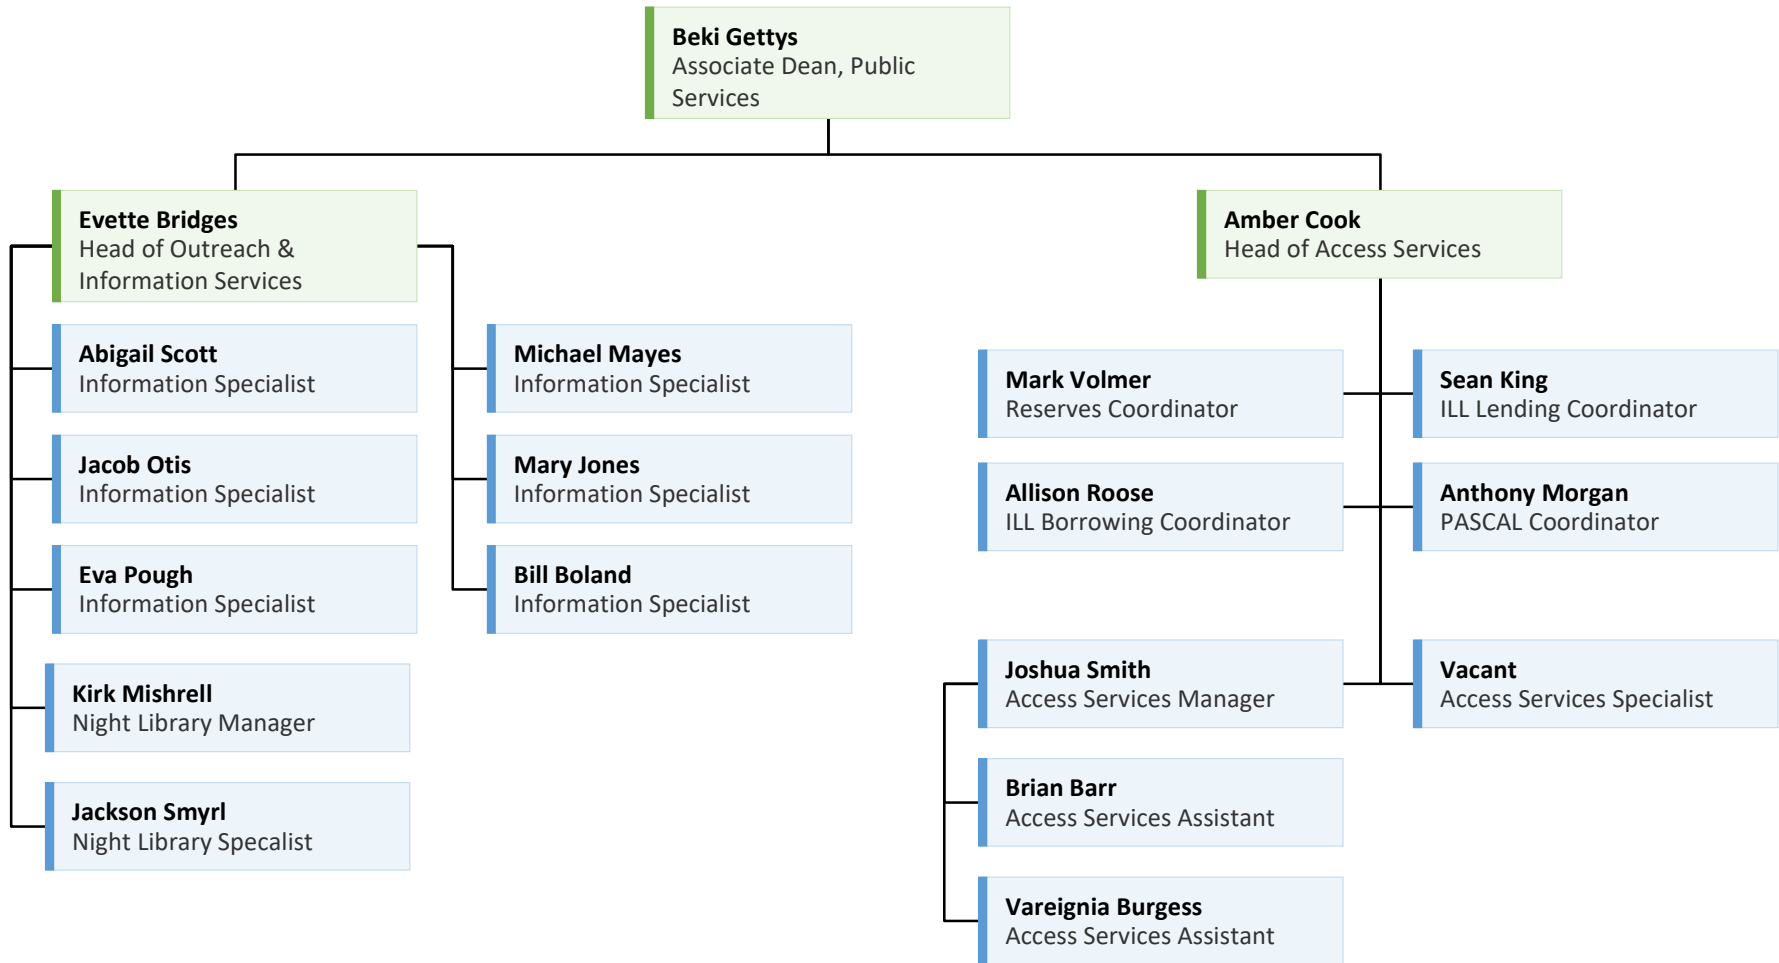 Beki Gettys
Associate Dean, Public
Services
Evette Bridges
Head of Outreach &
Information Services
Abigail Scott
Information Specialist
Jacob Otis
Information Specialist
Eva Pough
Information Specialist
Kirk Mishrell
Night Library Manager
Jackson Smyrl
Night Library Specalist
Michael Mayes
Information Specialist
Mary Jones
Information Specialist
Bill Boland
Information Specialist
Amber Cook
Head of Access Services
Mark Volmer
Reserves Coordinator
Sean King
ILL Lending Coordinator
Allison Roose
ILL Borrowing Coordinator
Anthony Morgan
PASCAL Coordinator
Joshua Smith
Access Services Manager
Vacant
Access Services Specialist
Brian Barr
Access Services Assistant
Vareignia Burgess
Access Services Assistant